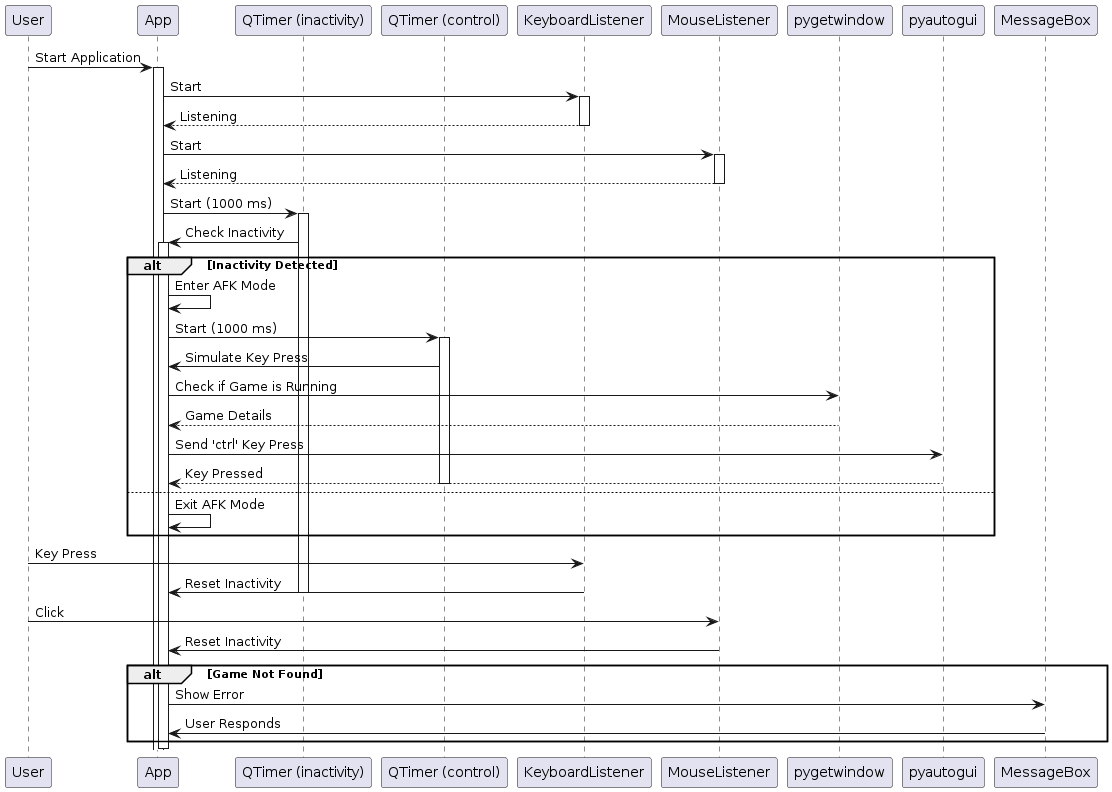 User App QTimer (inactivity) QTimer (control) KeyboardListener MouseListener pygetwindow pyautogui MessageBox
Start Application
Start
Listening
Start
Listening
Start (1000 ms)
Check Inactivity
alt [Inactivity Detected]
Enter AFK Mode
Start (1000 ms)
Simulate Key Press
Check if Game is Running
Game Details
Send 'ctrl' Key Press
Key Pressed
Exit AFK Mode
Key Press
Reset Inactivity
Click
Reset Inactivity
alt [Game Not Found]
Show Error
User Responds
User App QTimer (inactivity) QTimer (control) KeyboardListener MouseListener pygetwindow pyautogui MessageBox